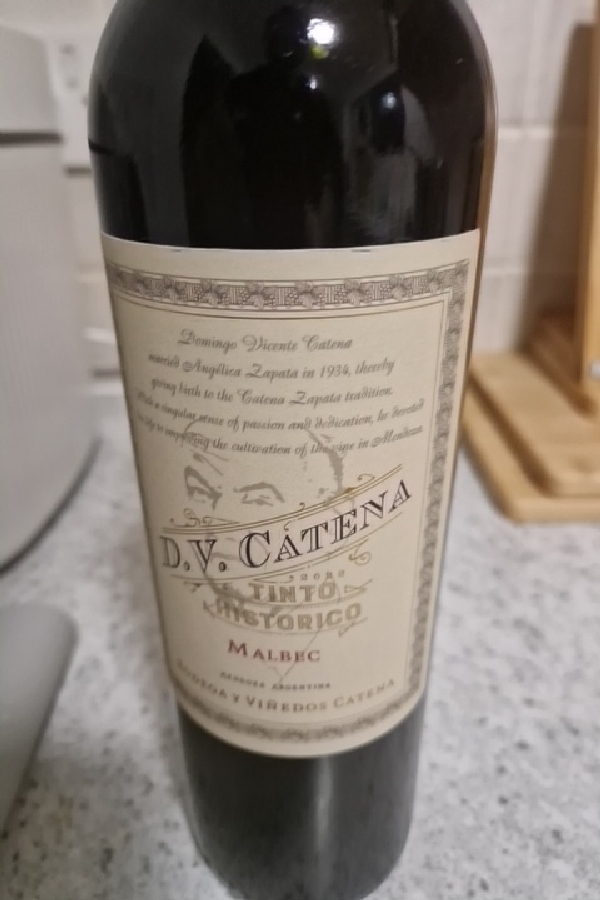 Domingo Vicente Catena
married Angélica Zapata in 1934, thereby
giving birth to the Catena Zapata tradition.
With a singular sense of passion and dedication, he devoted
life to improving the cultivation of the vine in Mendoza.
D.V. CATENA
TINTO
HISTORICO
MALBEC
MENDOZA ARGENTINA
BODEGA Y VIÑEDOS CATENA